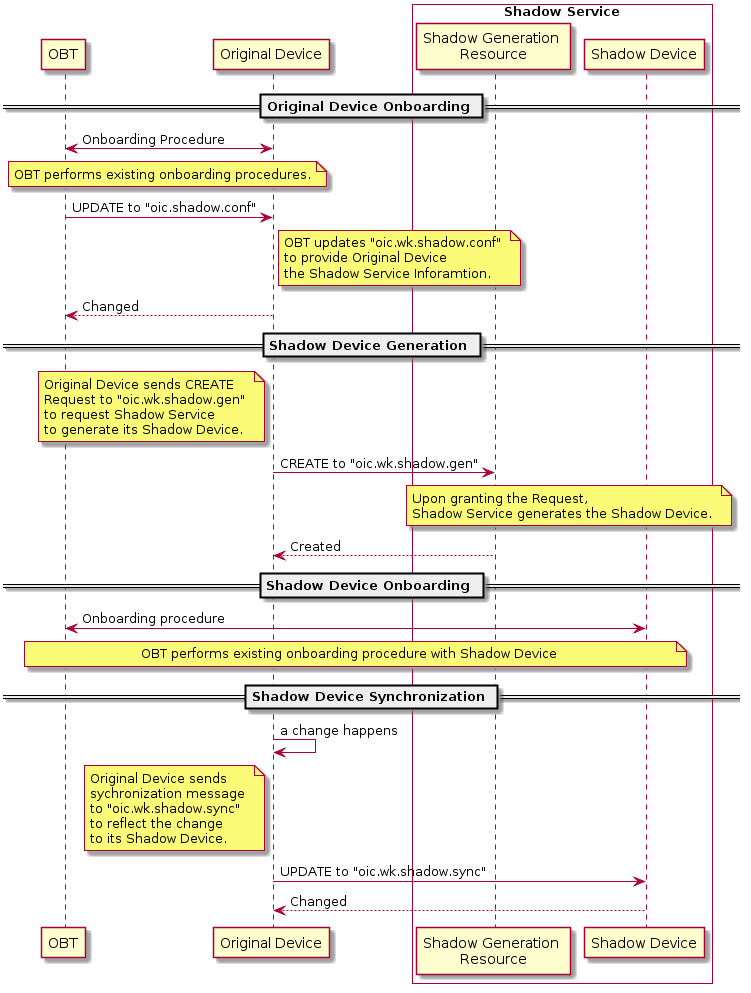 Shadow Service
OBT
Original Device
Shadow Generation
Resource
Shadow Device
Original Device Onboarding
Onboarding Procedure
OBT performs existing onboarding procedures.
UPDATE to "oic.shadow.conf"
OBT updates "oic.wk.shadow.conf"
to provide Original Device
the Shadow Service Inforamtion.
Changed
Shadow Device Generation
Original Device sends CREATE
Request to "oic.wk.shadow.gen"
to request Shadow Service
to generate its Shadow Device.
CREATE to "oic.wk.shadow.gen"
Upon granting the Request,
Shadow Service generates the Shadow Device.
Created
Shadow Device Onboarding
Onboarding procedure
OBT performs existing onboarding procedure with Shadow Device
Shadow Device Synchronization
a change happens
Original Device sends
sychronization message
to "oic.wk.shadow.sync"
to reflect the change
to its Shadow Device.
UPDATE to "oic.wk.shadow.sync"
Changed
OBT
Original Device
Shadow Generation
Resource
Shadow Device